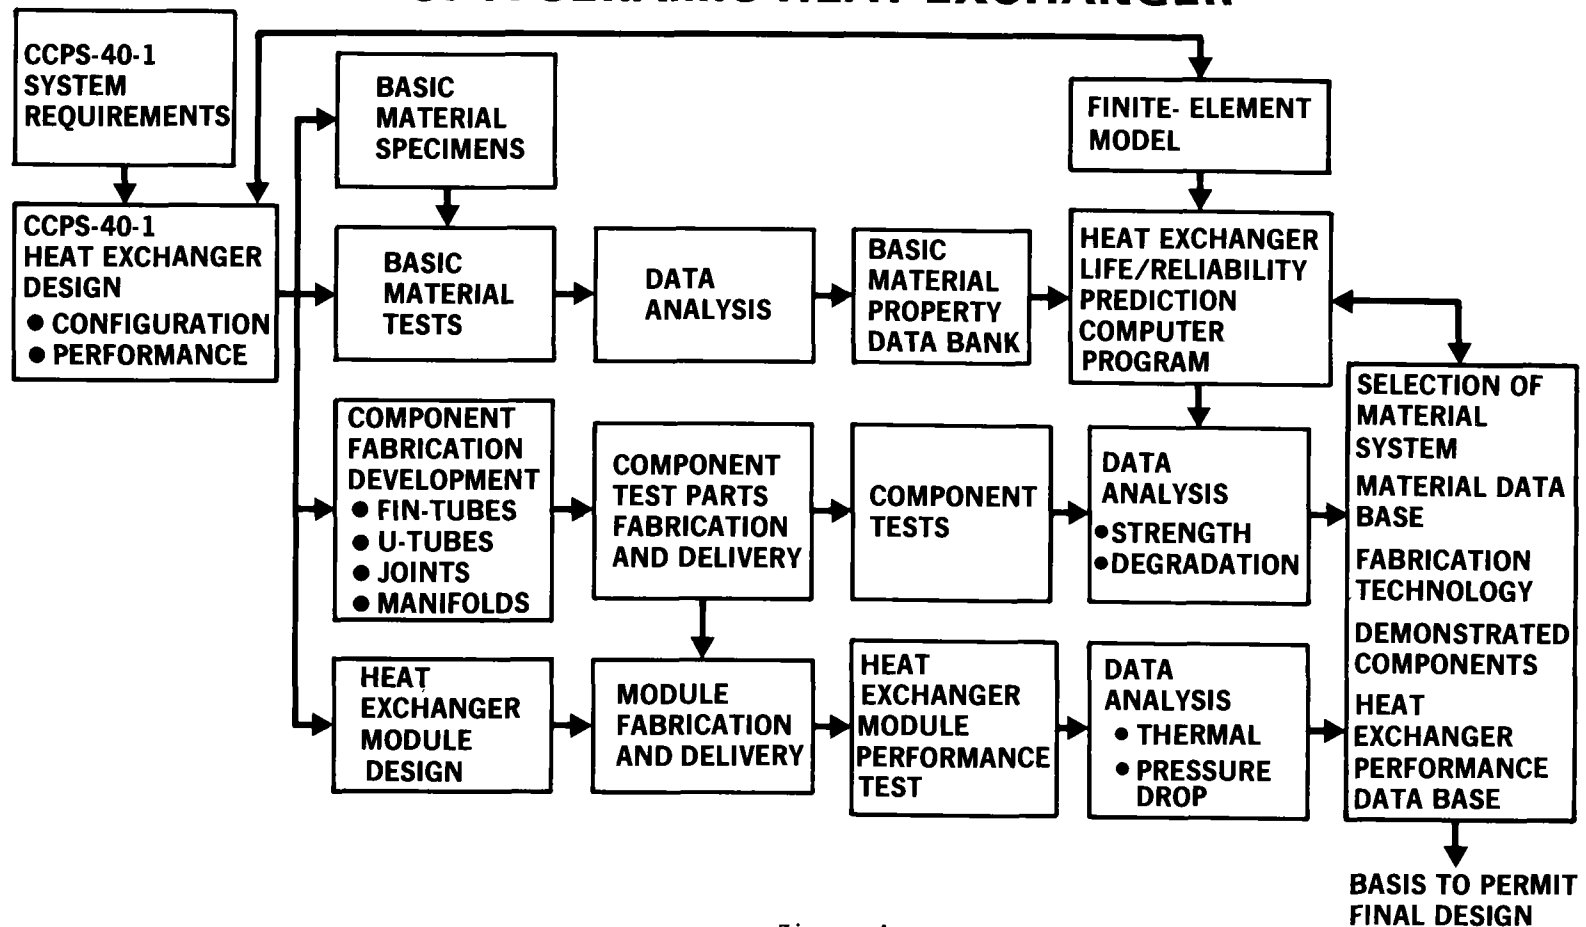 CERAMIC HEAT EXCHANGER
CCPS-40-1
SYSTEM
REQUIREMENTS
BASIC
MATERIAL
SPECIMENS
FINITE- ELEMENT
MODEL
CCPS-40-1
HEAT EXCHANGER
DESIGN
● CONFIGURATION
● PERFORMANCE
BASIC
MATERIAL
TESTS
DATA
ANALYSIS
BASIC
MATERIAL
PROPERTY
DATA BANK
HEAT EXCHANGER
LIFE/RELIABILITY
PREDICTION
COMPUTER
PROGRAM
COMPONENT
FABRICATION
DEVELOPMENT
● FIN-TUBES
● U-TUBES
● JOINTS
● MANIFOLDS
COMPONENT
TEST PARTS
FABRICATION
AND DELIVERY
COMPONENT
TESTS
DATA
ANALYSIS
● STRENGTH
● DEGRADATION
SELECTION OF
MATERIAL
SYSTEM
MATERIAL DATA
BASE
FABRICATION
TECHNOLOGY
DEMONSTRATED
COMPONENTS
HEAT
EXCHANGER
PERFORMANCE
DATA BASE
HEAT
EXCHANGER
MODULE
DESIGN
MODULE
FABRICATION
AND DELIVERY
HEAT
EXCHANGER
MODULE
PERFORMANCE
TEST
DATA
ANALYSIS
● THERMAL
● PRESSURE
DROP
BASIS TO PERMIT
FINAL DESIGN